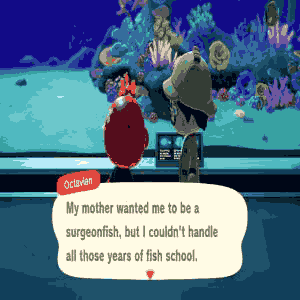 Octavian
My mother wanted me to be a
surgeonfish, but I couldn't handle
all those years of fish school.